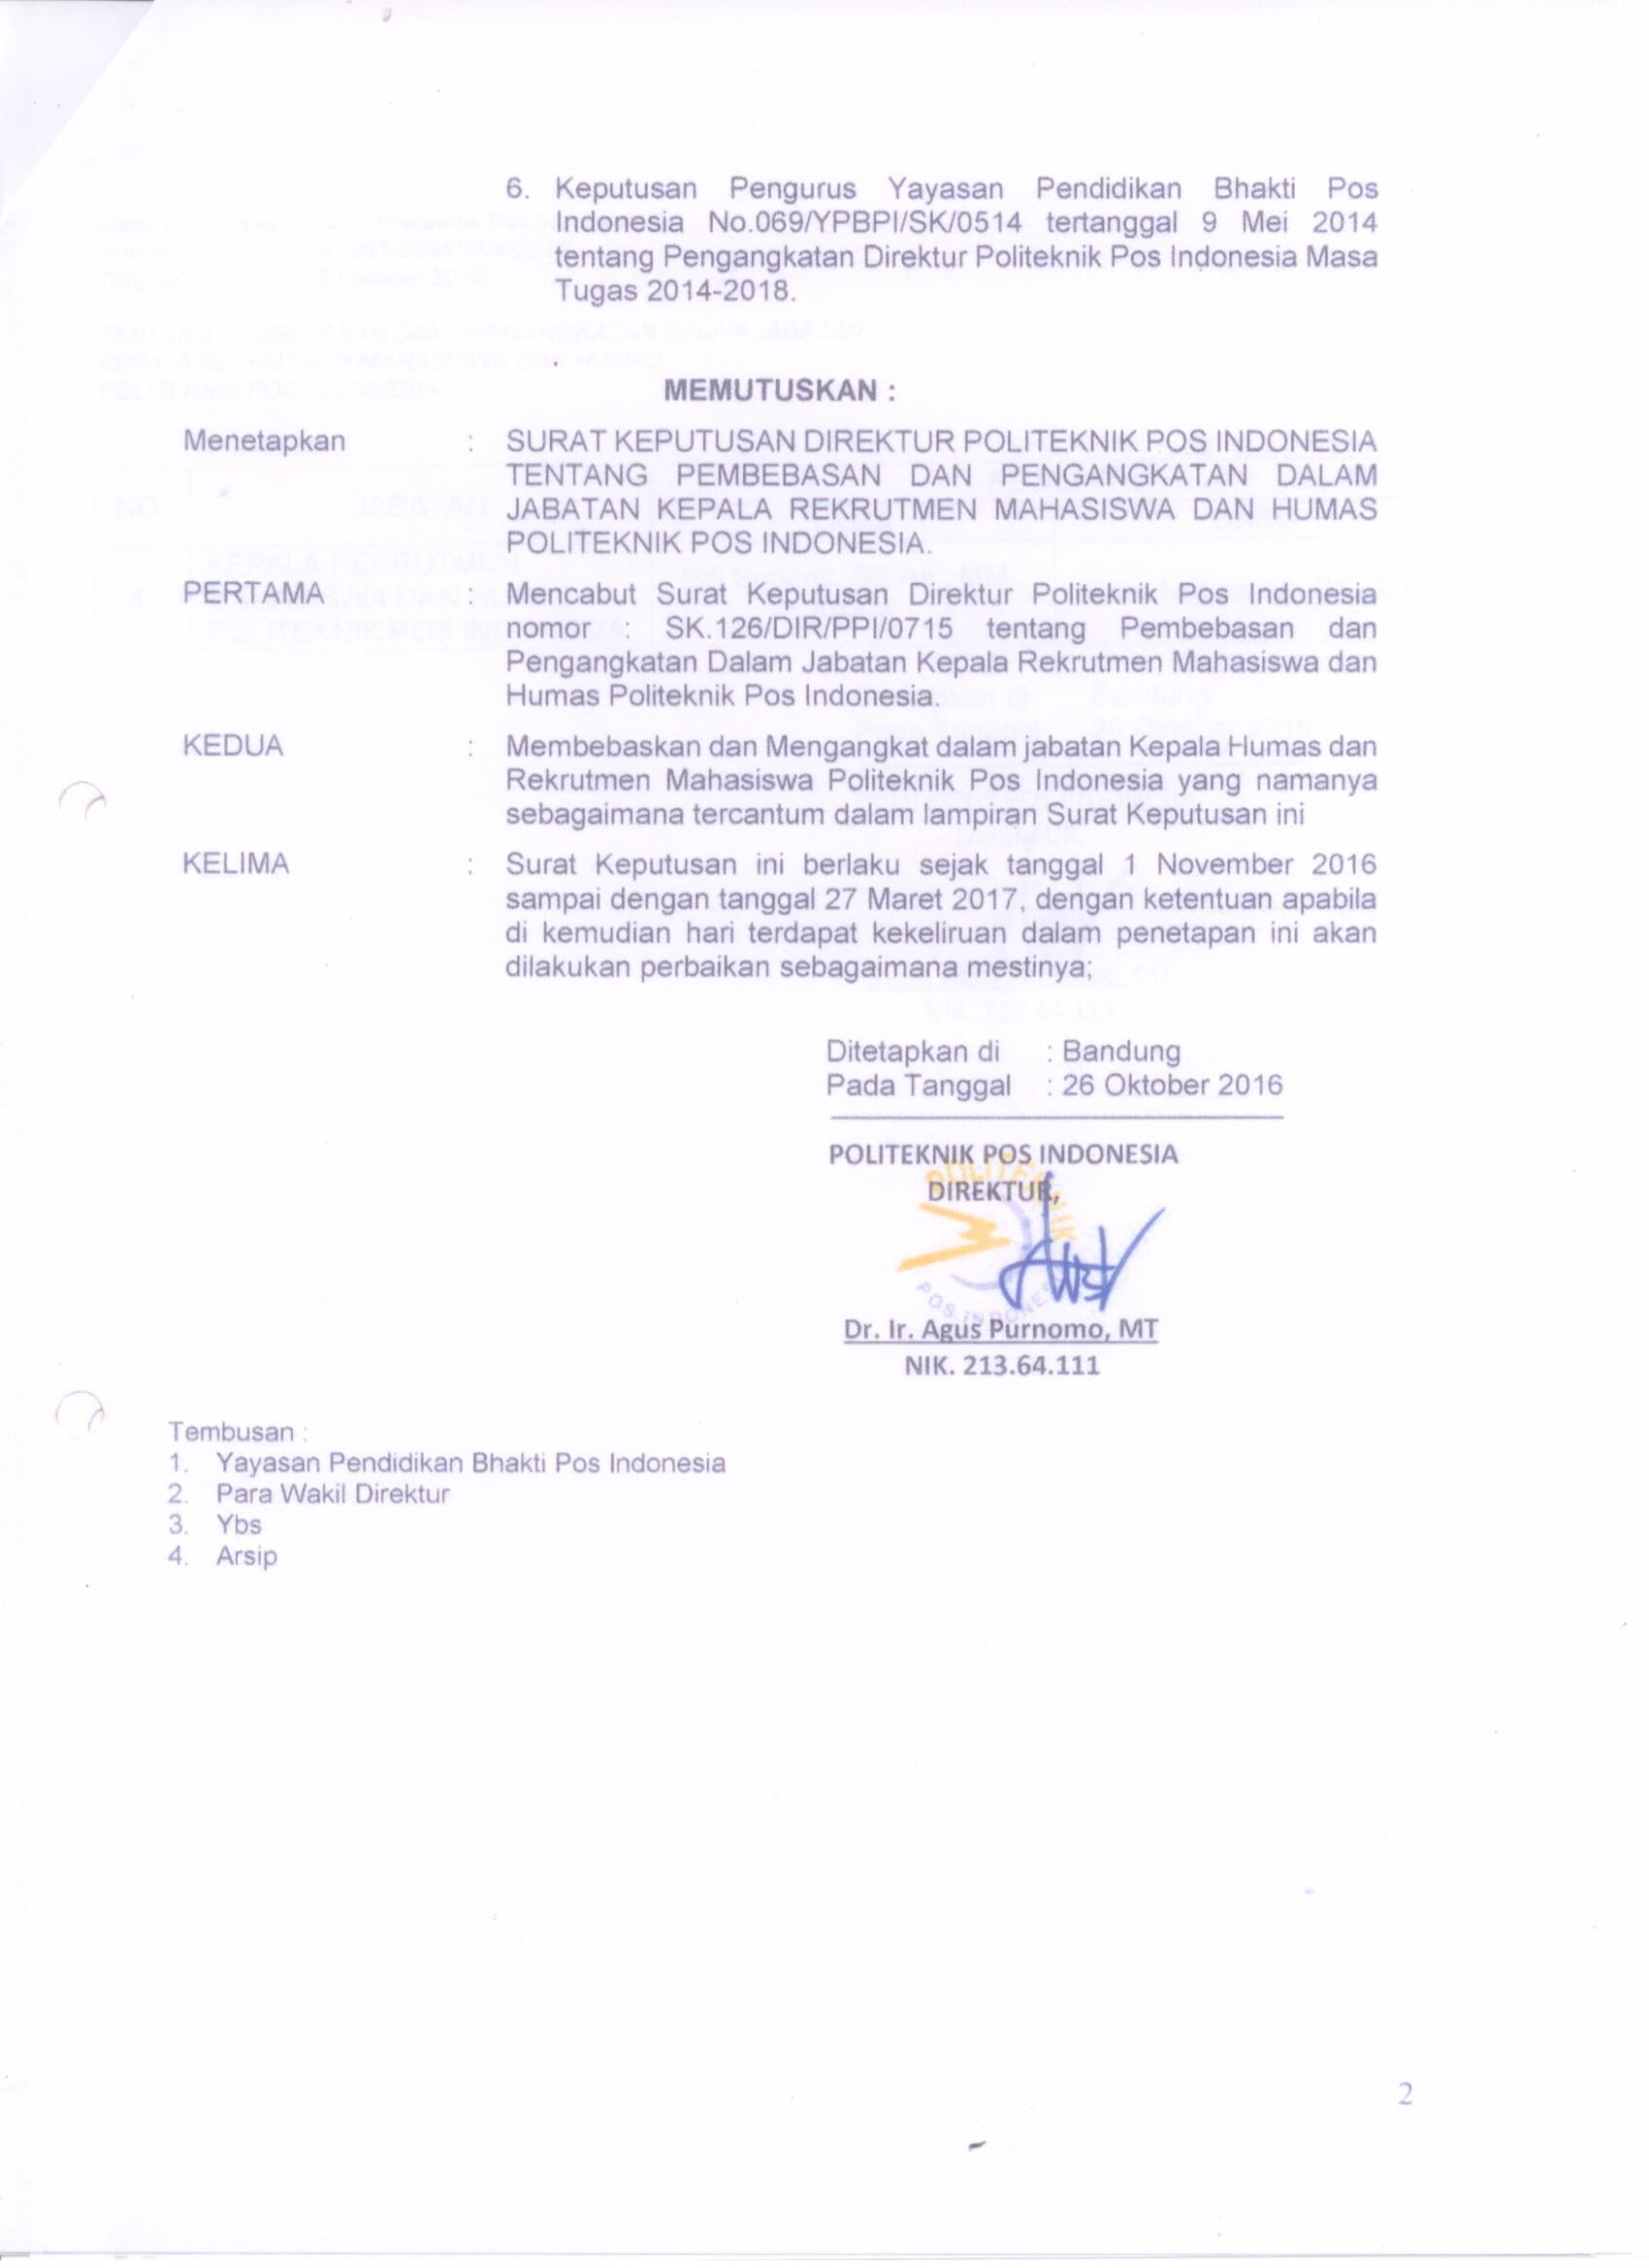 6. Keputusan Pengurus Yayasan Pendidikan Bhakti Pos
Indonesia No.069/YPBPI/SK/0514 tertanggal 9 Mei 2014
tentang Pengangkatan Direktur Politeknik Pos Indonesia Masa
Tugas 2014-2018.
MEMUTUSKAN :
Menetapkan : SURAT KEPUTUSAN DIREKTUR POLITEKNIK POS INDONESIA
TENTANG PEMBEBASAN DAN PENGANGKATAN DALAM
JABATAN KEPALA REKRUTMEN MAHASISWA DAN HUMAS
POLITEKNIK POS INDONESIA.
PERTAMA : Mencabut Surat Keputusan Direktur Politeknik Pos Indonesia
nomor : SK.126/DIR/PPI/0715 tentang Pembebasan dan
Pengangkatan Dalam Jabatan Kepala Rekrutmen Mahasiswa dan
Humas Politeknik Pos Indonesia.
KEDUA : Membebaskan dan Mengangkat dalam jabatan Kepala Humas dan
Rekrutmen Mahasiswa Politeknik Pos Indonesia yang namanya
sebagaimana tercantum dalam lampiran Surat Keputusan ini
KELIMA : Surat Keputusan ini berlaku sejak tanggal 1 November 2016
sampai dengan tanggal 27 Maret 2017, dengan ketentuan apabila
di kemudian hari terdapat kekeliruan dalam penetapan ini akan
dilakukan perbaikan sebagaimana mestinya;
Ditetapkan di : Bandung
Pada Tanggal : 26 Oktober 2016
POLITEKNIK POS INDONESIA
DIREKTUR,
POLITEKNIK
POS INDONES
Dr. Ir. Agus Purnomo, MT
NIK. 213.64.111
Tembusan :
1. Yayasan Pendidikan Bhakti Pos Indonesia
2. Para Wakil Direktur
3. Ybs
4. Arsip
2